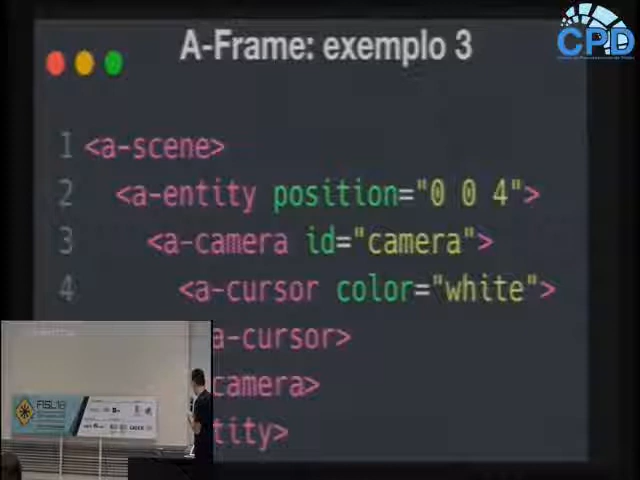 A-Frame: exemplo 3
CPD
1 <a-scene>
2 <a-entity position="0 0 4">
3 <a-camera id="camera">
4 <a-cursor color="white">
a-cursor>
camera>
tity>
FISL18